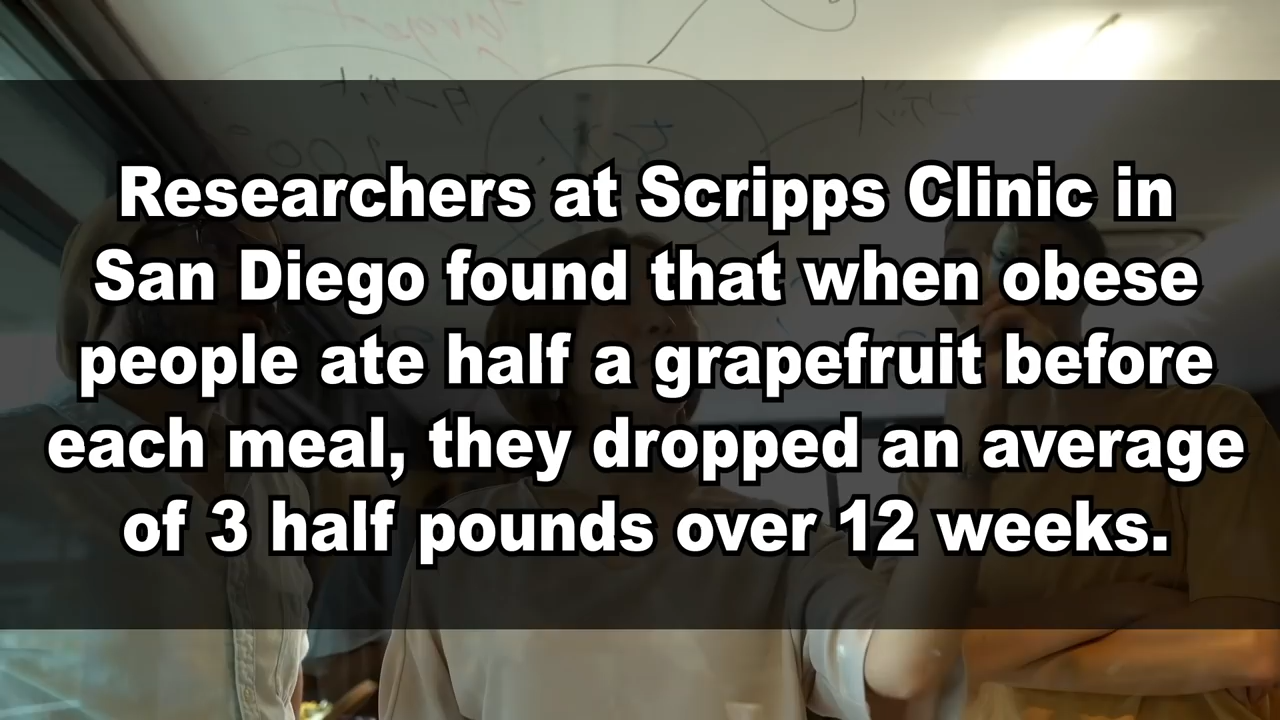 Researchers at Scripps Clinic in
San Diego found that when obese
people ate half a grapefruit before
each meal, they dropped an average
of 3 half pounds over 12 weeks.